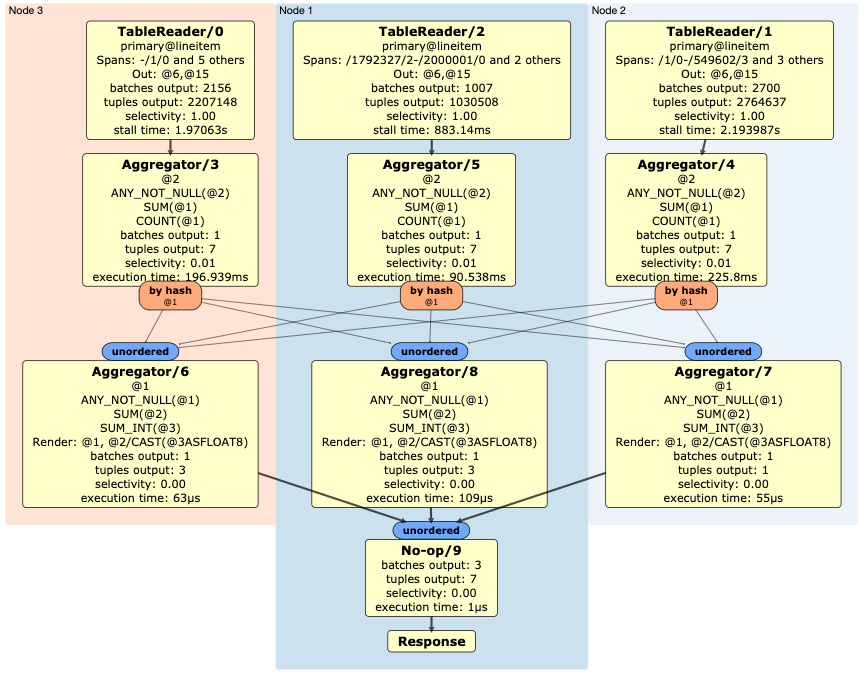 Node 3
Node 1
Node 2
TableReader/0
primary@lineitem
Spans: -/1/0 and 5 others
Out: @6,@15
batches output: 2156
tuples output: 2207148
selectivity: 1.00
stall time: 1.97063s
TableReader/2
primary@lineitem
Spans: /1792327/2-/2000001/0 and 2 others
Out: @6,@15
batches output: 1007
tuples output: 1030508
selectivity: 1.00
stall time: 883.14ms
TableReader/1
primary@lineitem
Spans: /1/0-/549602/3 and 3 others
Out: @6,@15
batches output: 2700
tuples output: 2764637
selectivity: 1.00
stall time: 2.193987s
Aggregator/3
@2
ANY_NOT_NULL(@2)
SUM(@1)
COUNT(@1)
batches output: 1
tuples output: 7
selectivity: 0.01
execution time: 196.939ms
Aggregator/5
@2
ANY_NOT_NULL(@2)
SUM(@1)
COUNT(@1)
batches output: 1
tuples output: 7
selectivity: 0.01
execution time: 90.538ms
Aggregator/4
@2
ANY_NOT_NULL(@2)
SUM(@1)
COUNT(@1)
batches output: 1
tuples output: 7
selectivity: 0.01
execution time: 225.8ms
by hash
@1
by hash
@1
by hash
@1
unordered
unordered
unordered
Aggregator/6
@1
ANY_NOT_NULL(@1)
SUM(@2)
SUM_INT(@3)
Render: @1, @2/CAST(@3ASFLOAT8)
batches output: 1
tuples output: 3
selectivity: 0.00
execution time: 63µs
Aggregator/8
@1
ANY_NOT_NULL(@1)
SUM(@2)
SUM_INT(@3)
Render: @1, @2/CAST(@3ASFLOAT8)
batches output: 1
tuples output: 3
selectivity: 0.00
execution time: 109µs
Aggregator/7
@1
ANY_NOT_NULL(@1)
SUM(@2)
SUM_INT(@3)
Render: @1, @2/CAST(@3ASFLOAT8)
batches output: 1
tuples output: 1
selectivity: 0.00
execution time: 55µs
unordered
No-op/9
batches output: 3
tuples output: 7
selectivity: 0.00
execution time: 1µs
Response